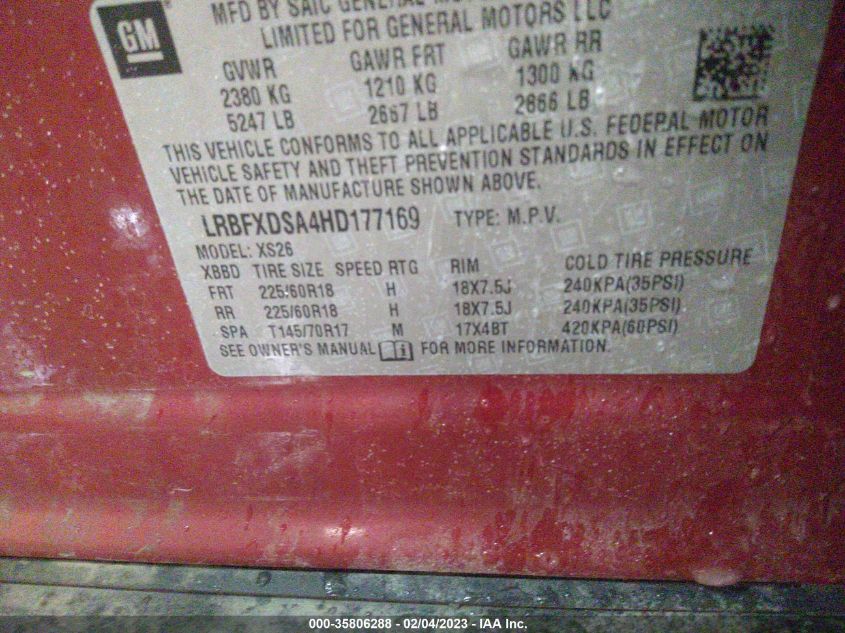 GM
MFD BY SAIC GENERAL
LIMITED FOR GENERAL MOTORS LLC
GVWR GAWR FRT GAWR RR
2380 KG 1210 KG 1300 KG
5247 LB 2667 LB 2866 LB
THIS VEHICLE CONFORMS TO ALL APPLICABLE U.S. FEDERAL MOTOR
VEHICLE SAFETY AND THEFT PREVENTION STANDARDS IN EFFECT ON
THE DATE OF MANUFACTURE SHOWN ABOVE.
LRBFXDSA4HD177169 TYPE: M.P.V.
MODEL: XS26
XBBD TIRE SIZE SPEED RTG RIM COLD TIRE PRESSURE
FRT 225/60R18 H 18X7.5J 240KPA(35PSI)
RR 225/60R18 H 18X7.5J 240KPA(35PSI)
SPA T145/70R17 M 17X4BT 420KPA(60PSI)
SEE OWNER'S MANUAL FOR MORE INFORMATION.
000-35806288 - 02/04/2023 - IAA Inc.